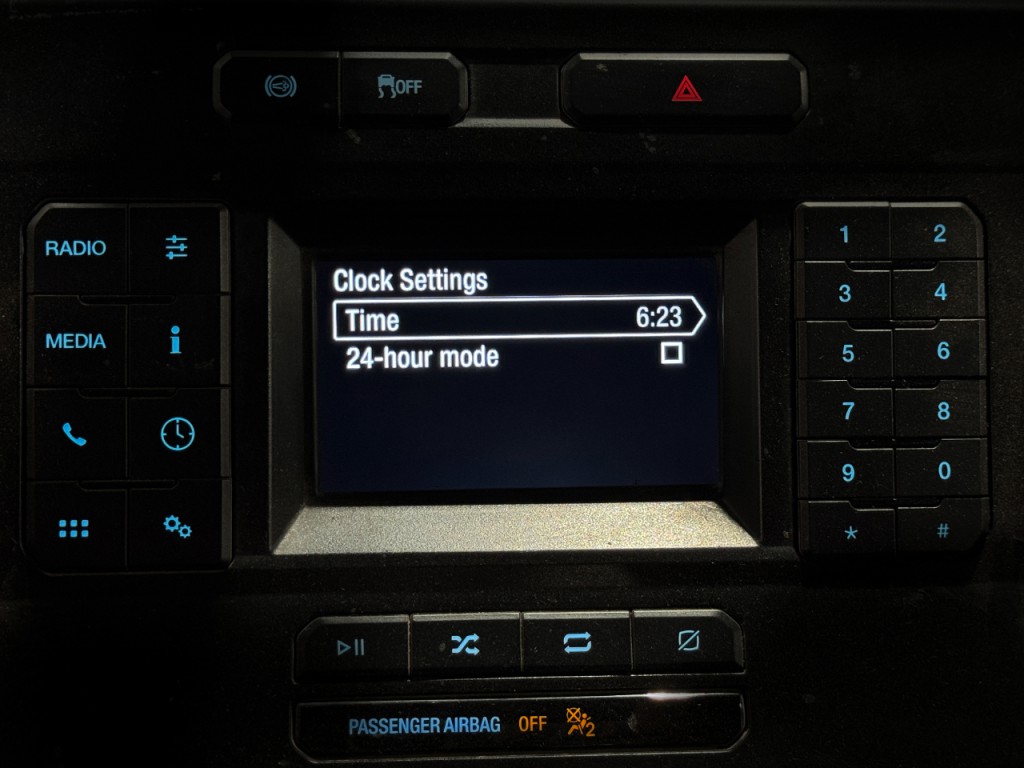 OFF
RADIO
MEDIA
Clock Settings
Time 6:23
24-hour mode
1 2
3 4
5 6
7 8
9 0
* #
PASSENGER AIRBAG OFF 2